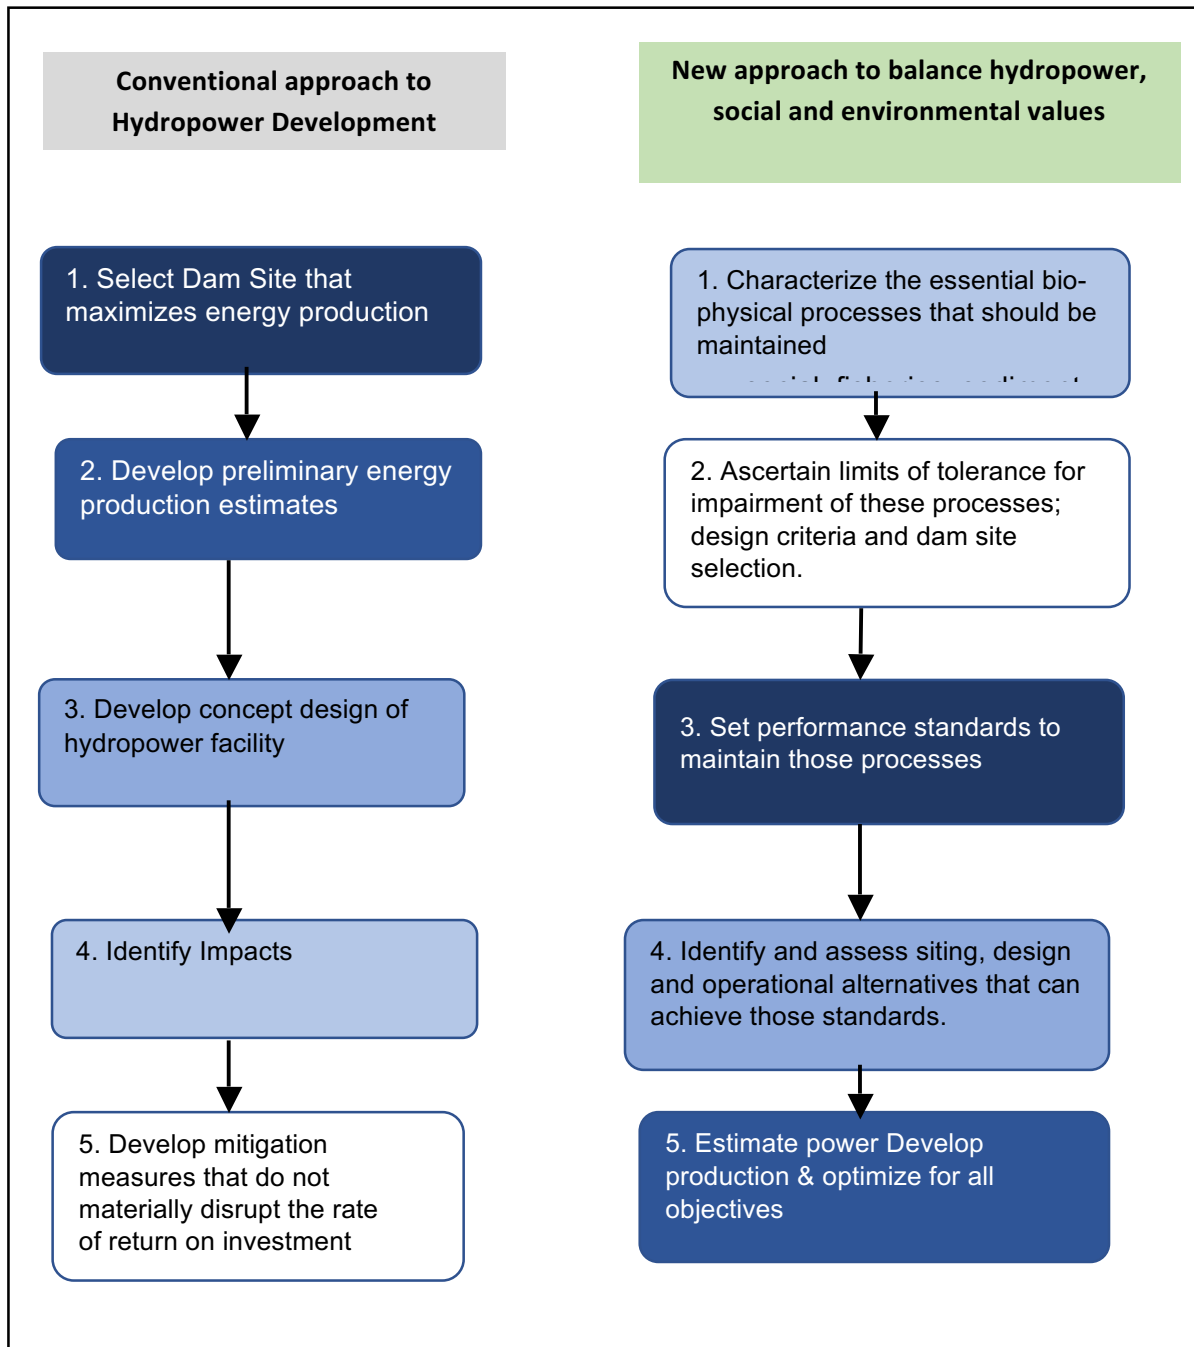 Conventional approach to
Hydropower Development
1. Select Dam Site that
maximizes energy production
2. Develop preliminary energy
production estimates
3. Develop concept design of
hydropower facility
4. Identify Impacts
5. Develop mitigation
measures that do not
materially disrupt the rate
of return on investment
New approach to balance hydropower,
social and environmental values
1. Characterize the essential bio-
physical processes that should be
maintained
social, fisheries, sediment
2. Ascertain limits of tolerance for
impairment of these processes;
design criteria and dam site
selection.
3. Set performance standards to
maintain those processes
4. Identify and assess siting, design
and operational alternatives that can
achieve those standards.
5. Estimate power Develop
production & optimize for all
objectives